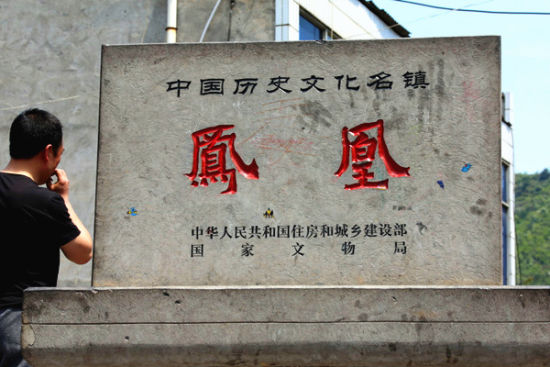 中国历史文化名镇
鳳凰
中华人民共和国住房和城乡建设部
国家文物局